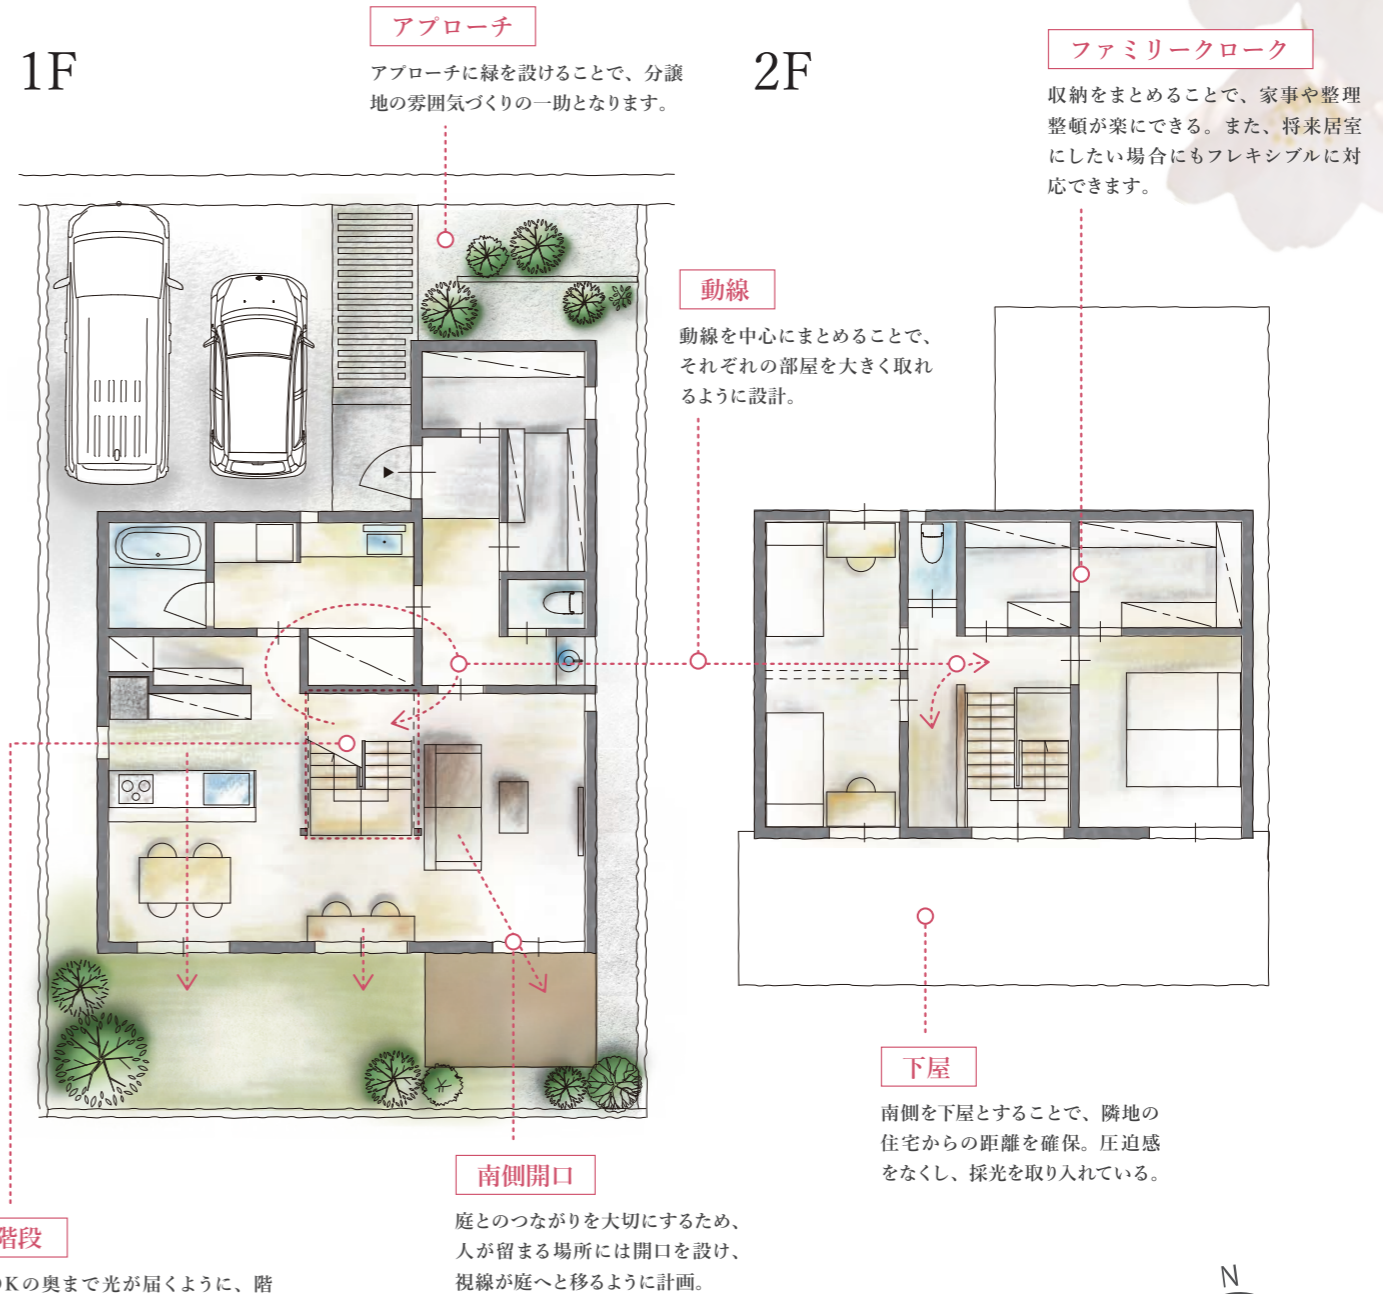 1F
アプローチ
アプローチに緑を設けることで、分譲
地の雰囲気づくりの一助となります。
2F
ファミリークローク
収納をまとめることで、家事や整理
整頓が楽にできる。また、将来居室
にしたい場合にもフレキシブルに対
応できます。
動線
動線を中心にまとめることで、
それぞれの部屋を大きく取れ
るように設計。
下屋
南側を下屋とすることで、隣地の
住宅からの距離を確保。圧迫感
をなくし、採光を取り入れている。
南側開口
庭とのつながりを大切にするため、
人が留まる場所には開口を設け、
視線が庭へと移るように計画。
階段
Kの奥まで光が届くように、階
N